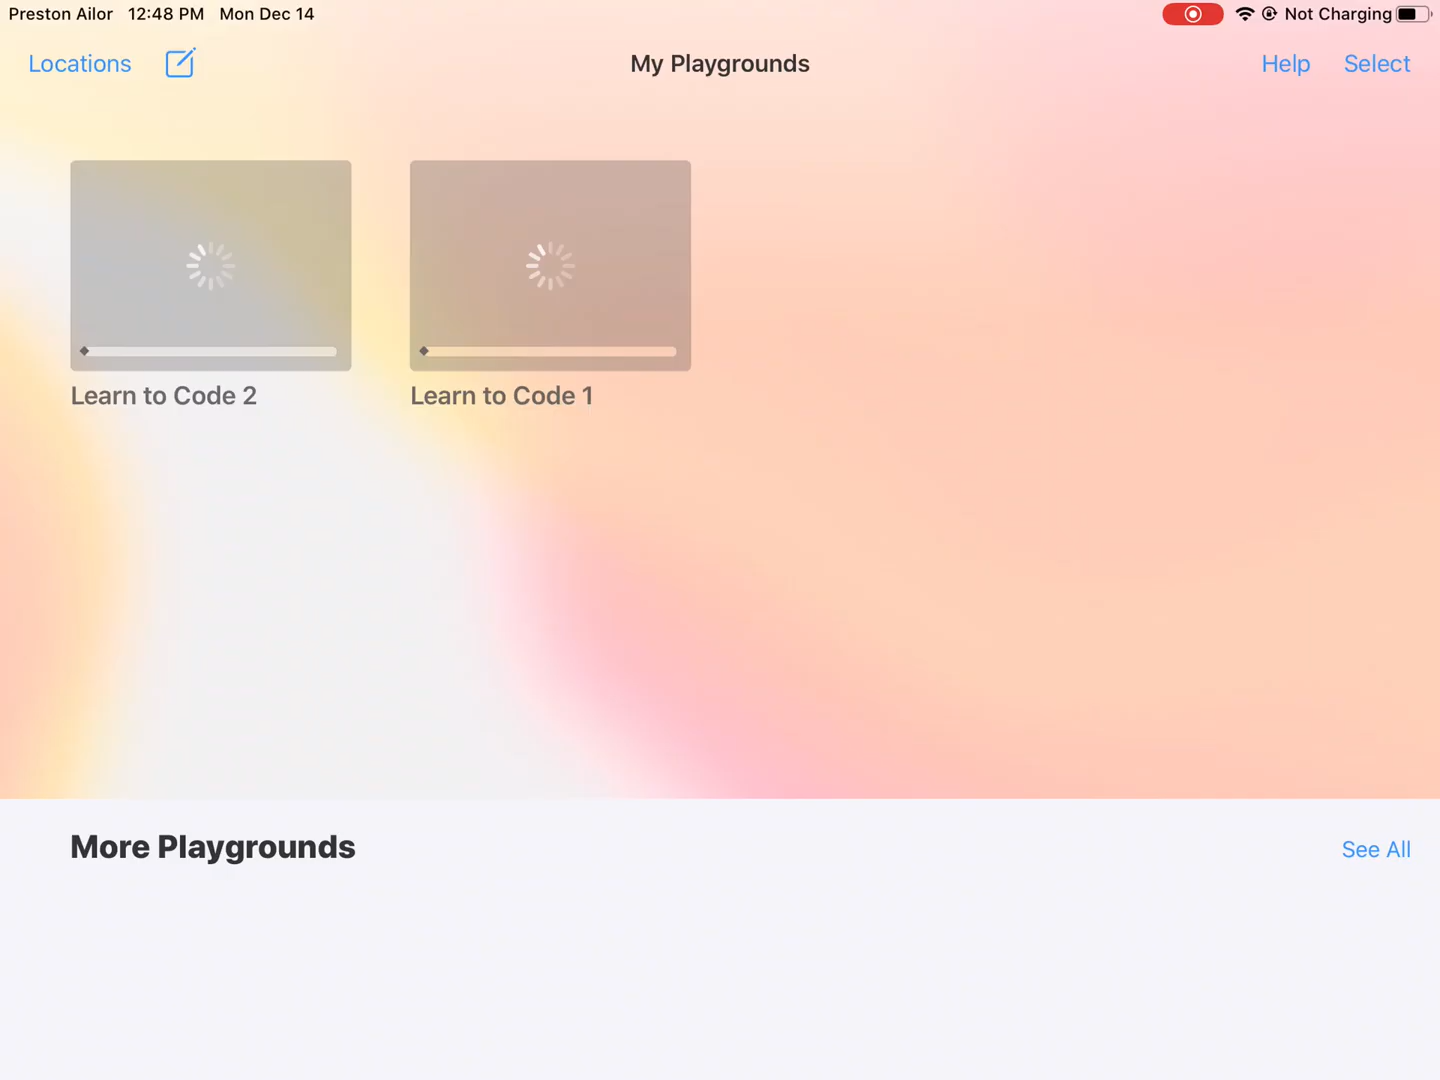 Preston Ailor 12:48 PM Mon Dec 14 Not Charging
Locations My Playgrounds Help Select
Learn to Code 2 Learn to Code 1
More Playgrounds See All